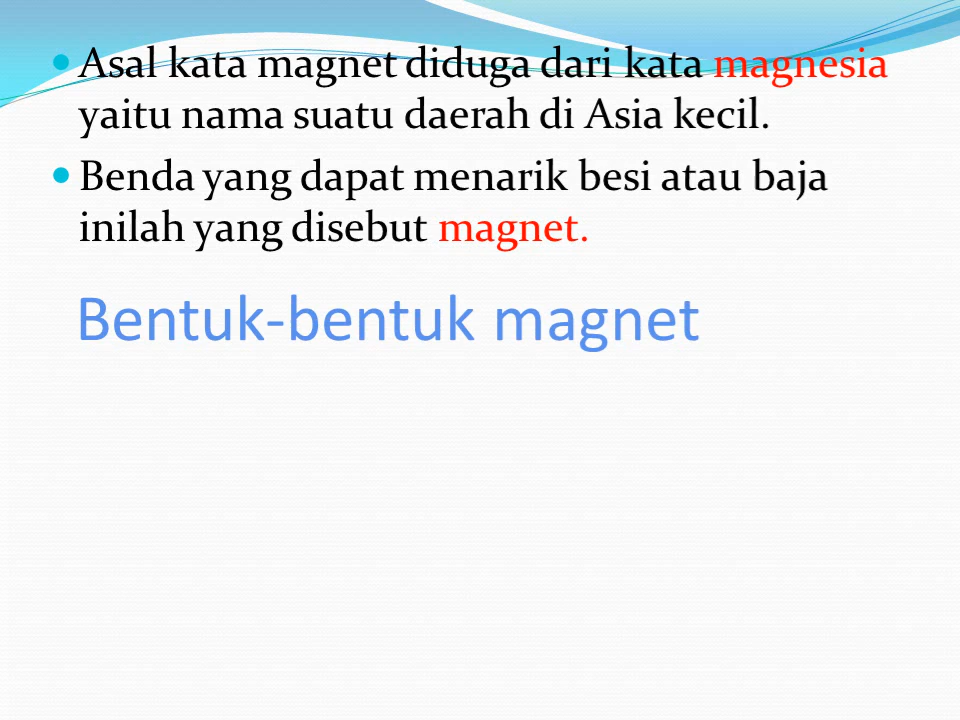 Asal kata magnet diduga dari kata magnesia
yaitu nama suatu daerah di Asia kecil.
Benda yang dapat menarik besi atau baja
inilah yang disebut magnet.
Bentuk-bentuk magnet